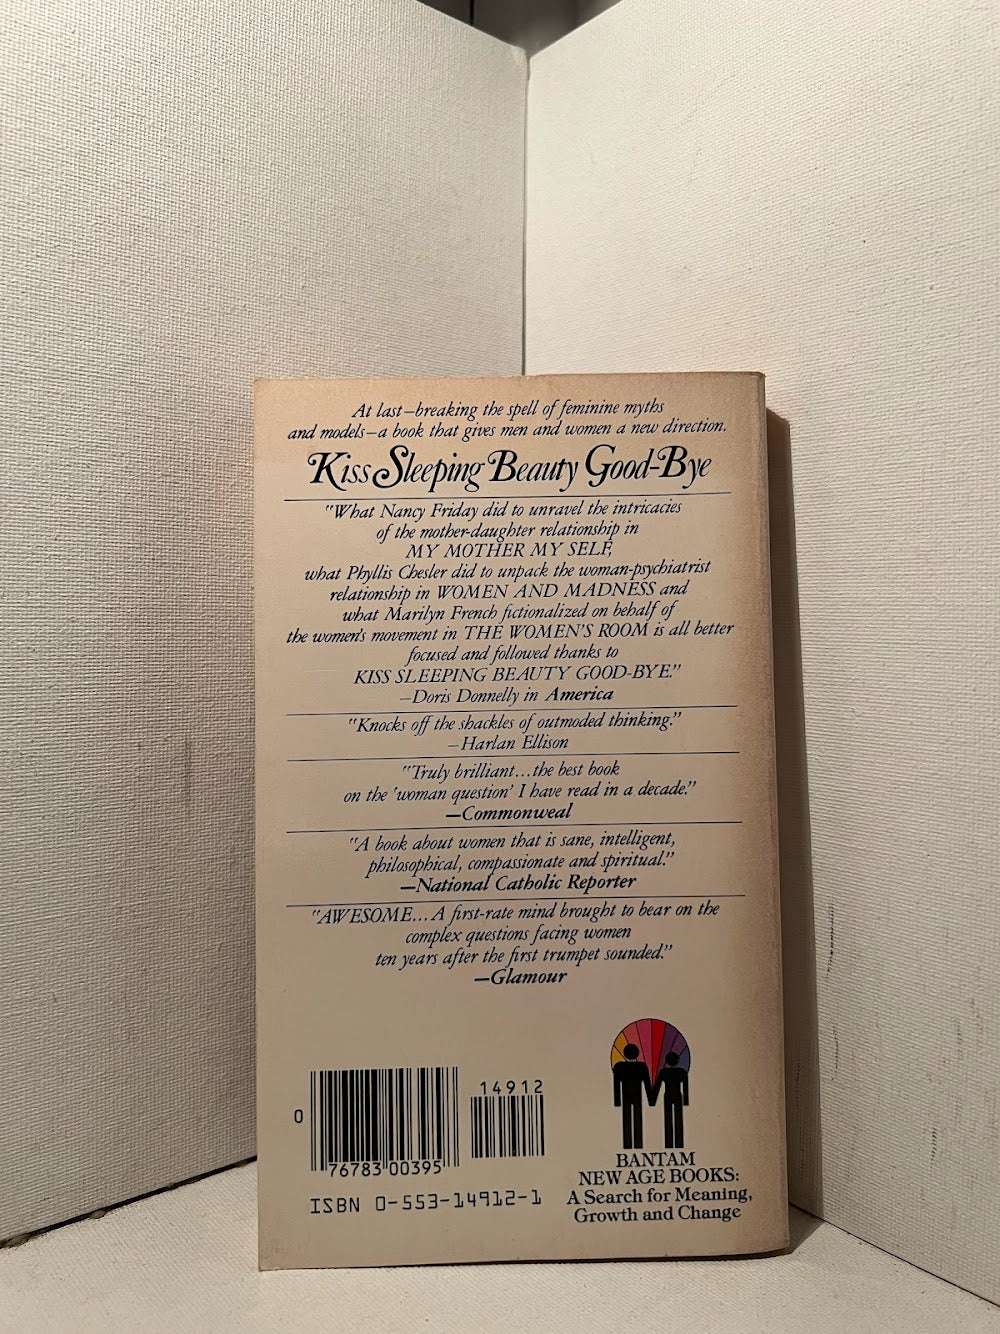 At last—breaking the spell of feminine myths
and models—a book that gives men and women a new direction.
Kiss Sleeping Beauty Good-Bye
"What Nancy Friday did to unravel the intricacies
of the mother-daughter relationship in
MY MOTHER MY SELF,
what Phyllis Chesler did to unpack the woman-psychiatrist
relationship in WOMEN AND MADNESS and
what Marilyn French fictionalized on behalf of
the women's movement in THE WOMEN'S ROOM is all better
focused and followed thanks to
KISS SLEEPING BEAUTY GOOD-BYE."
—Doris Donnelly in America
"Knocks off the shackles of outmoded thinking."
—Harlan Ellison
"Truly brilliant...the best book
on the 'woman question' I have read in a decade."
—Commonweal
"A book about women that is sane, intelligent,
philosophical, compassionate and spiritual."
—National Catholic Reporter
"AWESOME...A first-rate mind brought to bear on the
complex questions facing women
ten years after the first trumpet sounded."
—Glamour
14912
0
76783 00395
ISBN 0-553-14912-1
BANTAM
NEW AGE BOOKS:
A Search for Meaning,
Growth and Change